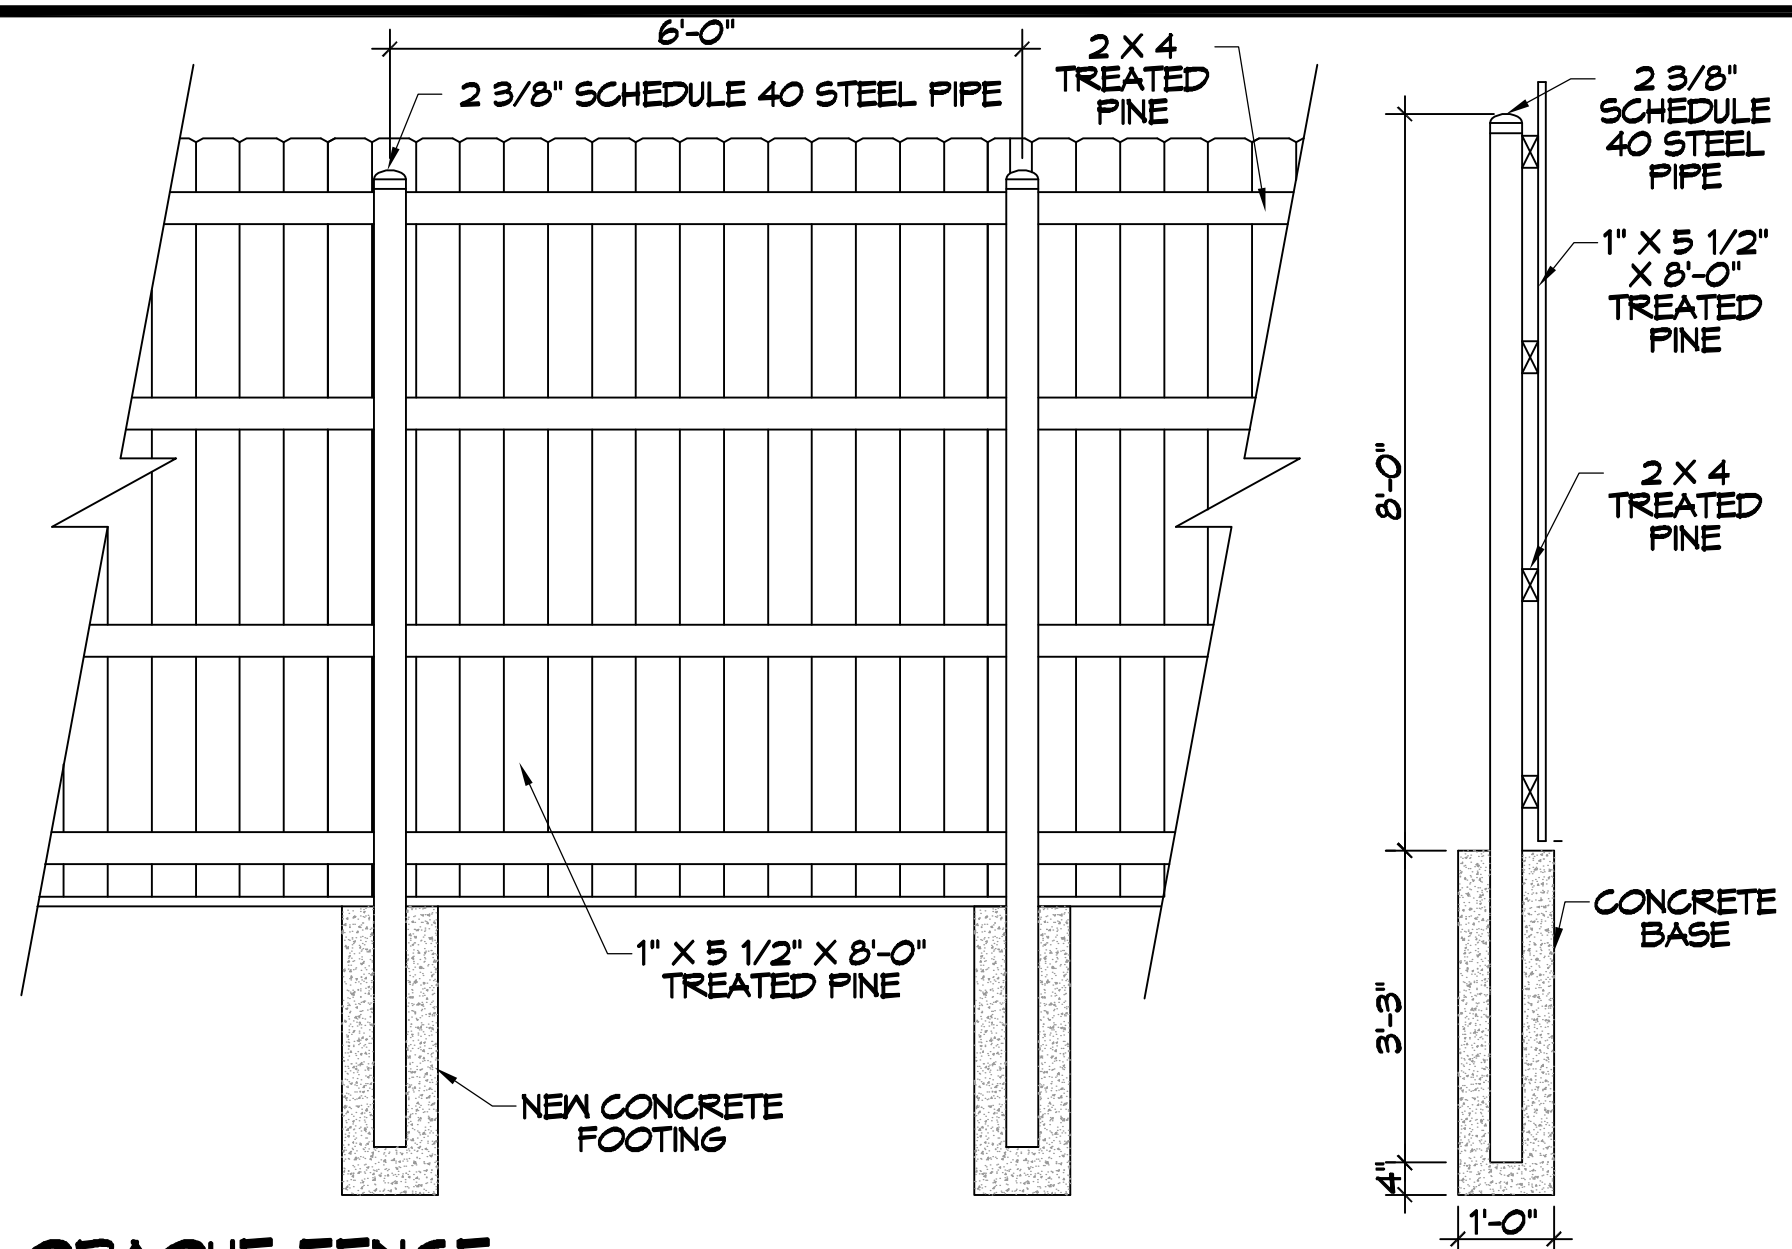 6'-0"
2 3/8" SCHEDULE 40 STEEL PIPE
2 X 4
TREATED
PINE
2 3/8"
SCHEDULE
40 STEEL
PIPE
1" X 5 1/2"
X 8'-0"
TREATED
PINE
8'-0"
2 X 4
TREATED
PINE
CONCRETE
BASE
1" X 5 1/2" X 8'-0"
TREATED PINE
3'-3"
NEW CONCRETE
FOOTING
4"
1'-0"
OPAQUE FENCE